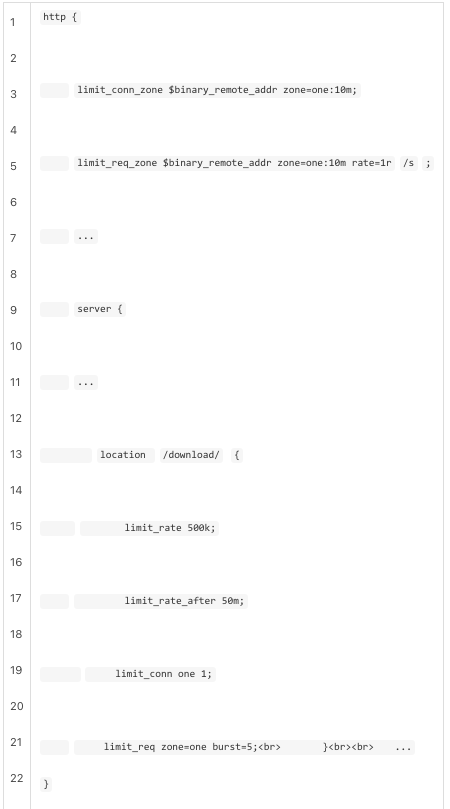 1 http {
2
3 limit_conn_zone $binary_remote_addr zone=one:10m;
4
5 limit_req_zone $binary_remote_addr zone=one:10m rate=1r /s ;
6
7 ...
8
9 server {
10
11 ...
12
13 location /download/ {
14
15 limit_rate 500k;
16
17 limit_rate_after 50m;
18
19 limit_conn one 1;
20
21 limit_req zone=one burst=5;<br> }<br><br> ...
22 }